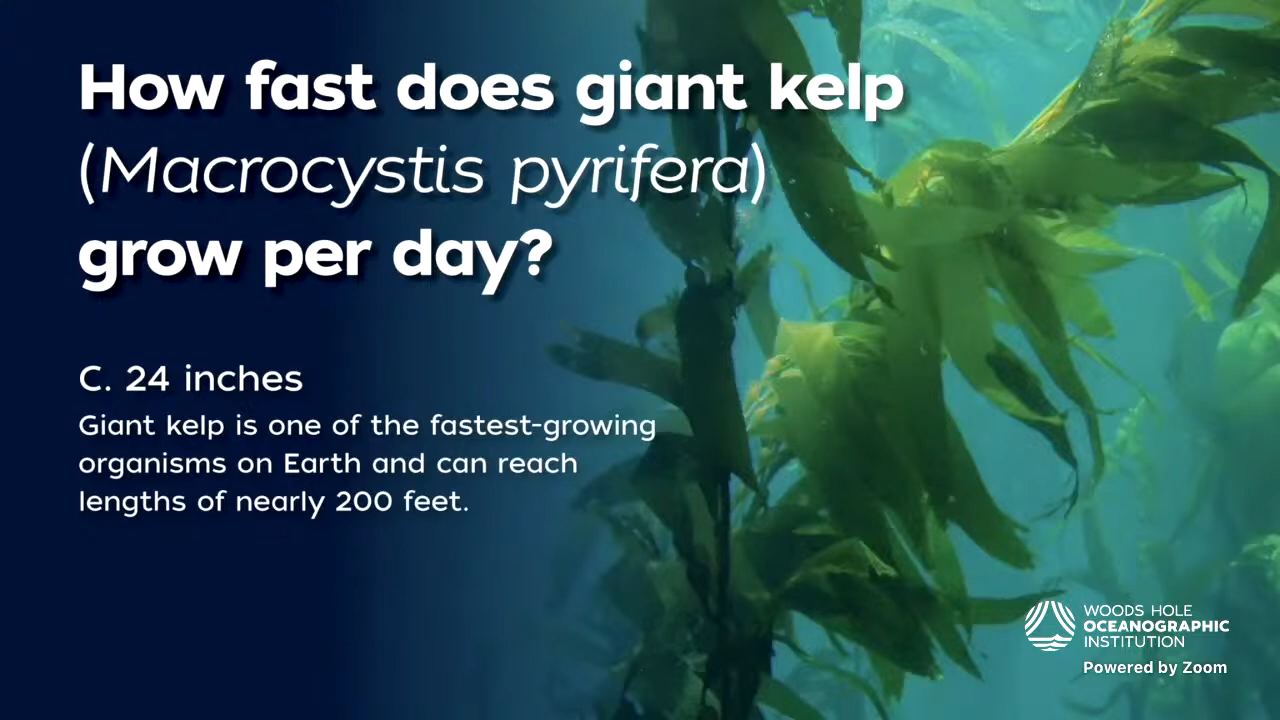 How fast does giant kelp
(Macrocystis pyrifera)
grow per day?
C. 24 inches
Giant kelp is one of the fastest-growing
organisms on Earth and can reach
lengths of nearly 200 feet.
WOODS HOLE
OCEANOGRAPHIC
INSTITUTION
Powered by Zoom